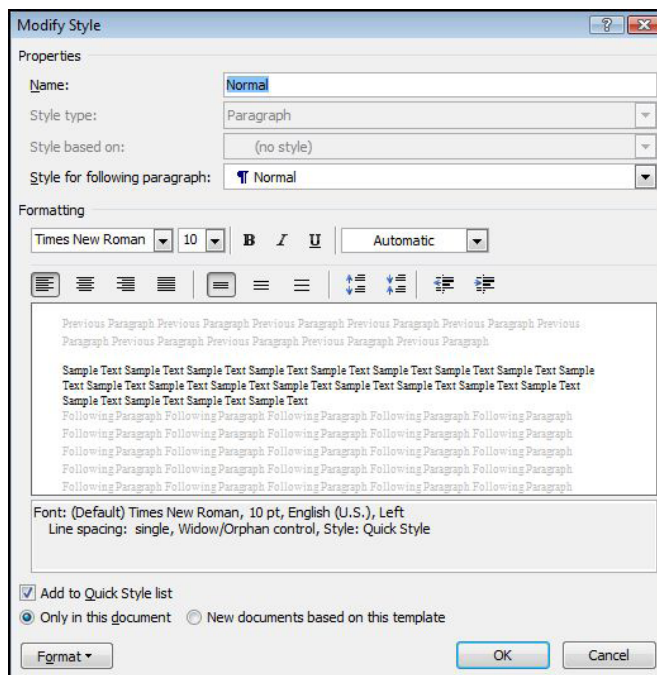 Modify Style
Properties
Name: Normal
Style type: Paragraph
Style based on: (no style)
Style for following paragraph: ¶ Normal
Formatting
Times New Roman 10 B I U Automatic
Previous Paragraph Previous Paragraph Previous Paragraph Previous Paragraph Previous Paragraph Previous
Paragraph Previous Paragraph Previous Paragraph Previous Paragraph Previous Paragraph
Sample Text Sample Text Sample Text Sample Text Sample Text Sample Text Sample Text Sample Text Sample
Text Sample Text Sample Text Sample Text Sample Text Sample Text Sample Text Sample Text Sample Text
Sample Text Sample Text Sample Text Sample Text
Following Paragraph Following Paragraph Following Paragraph Following Paragraph Following Paragraph
Following Paragraph Following Paragraph Following Paragraph Following Paragraph Following Paragraph
Following Paragraph Following Paragraph Following Paragraph Following Paragraph Following Paragraph
Following Paragraph Following Paragraph Following Paragraph Following Paragraph Following Paragraph
Following Paragraph Following Paragraph Following Paragraph Following Paragraph Following Paragraph
Font: (Default) Times New Roman, 10 pt, English (U.S.), Left
Line spacing: single, Widow/Orphan control, Style: Quick Style
Add to Quick Style list
Only in this document New documents based on this template
Format OK Cancel